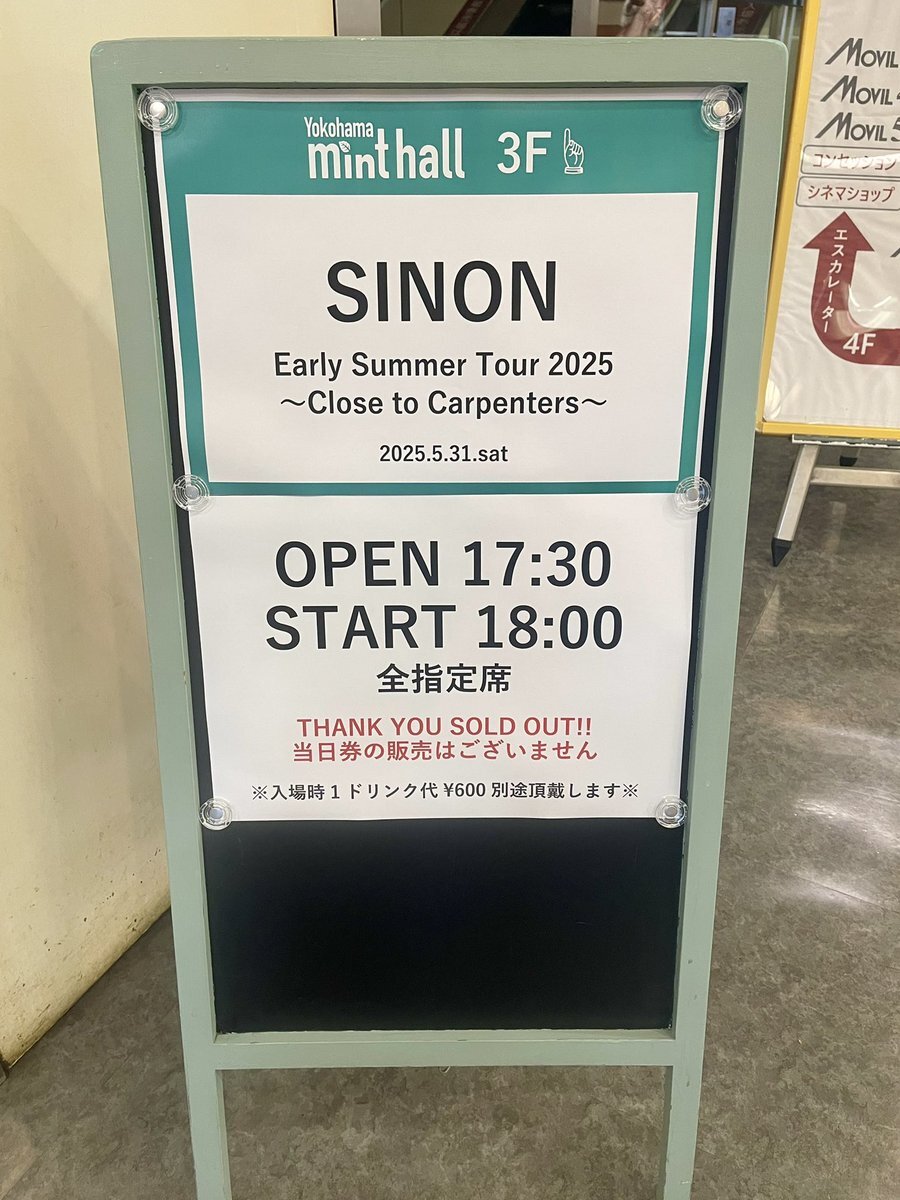 Yokohama
mint hall 3F
SINON
Early Summer Tour 2025
～Close to Carpenters～
2025.5.31.sat
OPEN 17:30
START 18:00
全指定席
THANK YOU SOLD OUT!!
当日券の販売はございません
※入場時 1 ドリンク代 ¥600 別途頂戴します※
MOVIL
MOVIL
MOVIL 5
コンセッション
シネマショップ
エスカレーター
4F